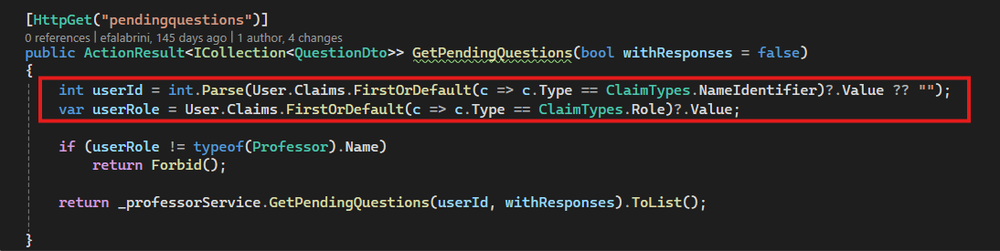 [HttpGet("pendingquestions")]
0 references | efalabrini, 145 days ago | 1 author, 4 changes
public ActionResult<ICollection<QuestionDto>> GetPendingQuestions(bool withResponses = false)
{
    int userId = int.Parse(User.Claims.FirstOrDefault(c => c.Type == ClaimTypes.NameIdentifier)?.Value ?? "");
    var userRole = User.Claims.FirstOrDefault(c => c.Type == ClaimTypes.Role)?.Value;
    if (userRole != typeof(Professor).Name)
        return Forbid();
    return _professorService.GetPendingQuestions(userId, withResponses).ToList();
}